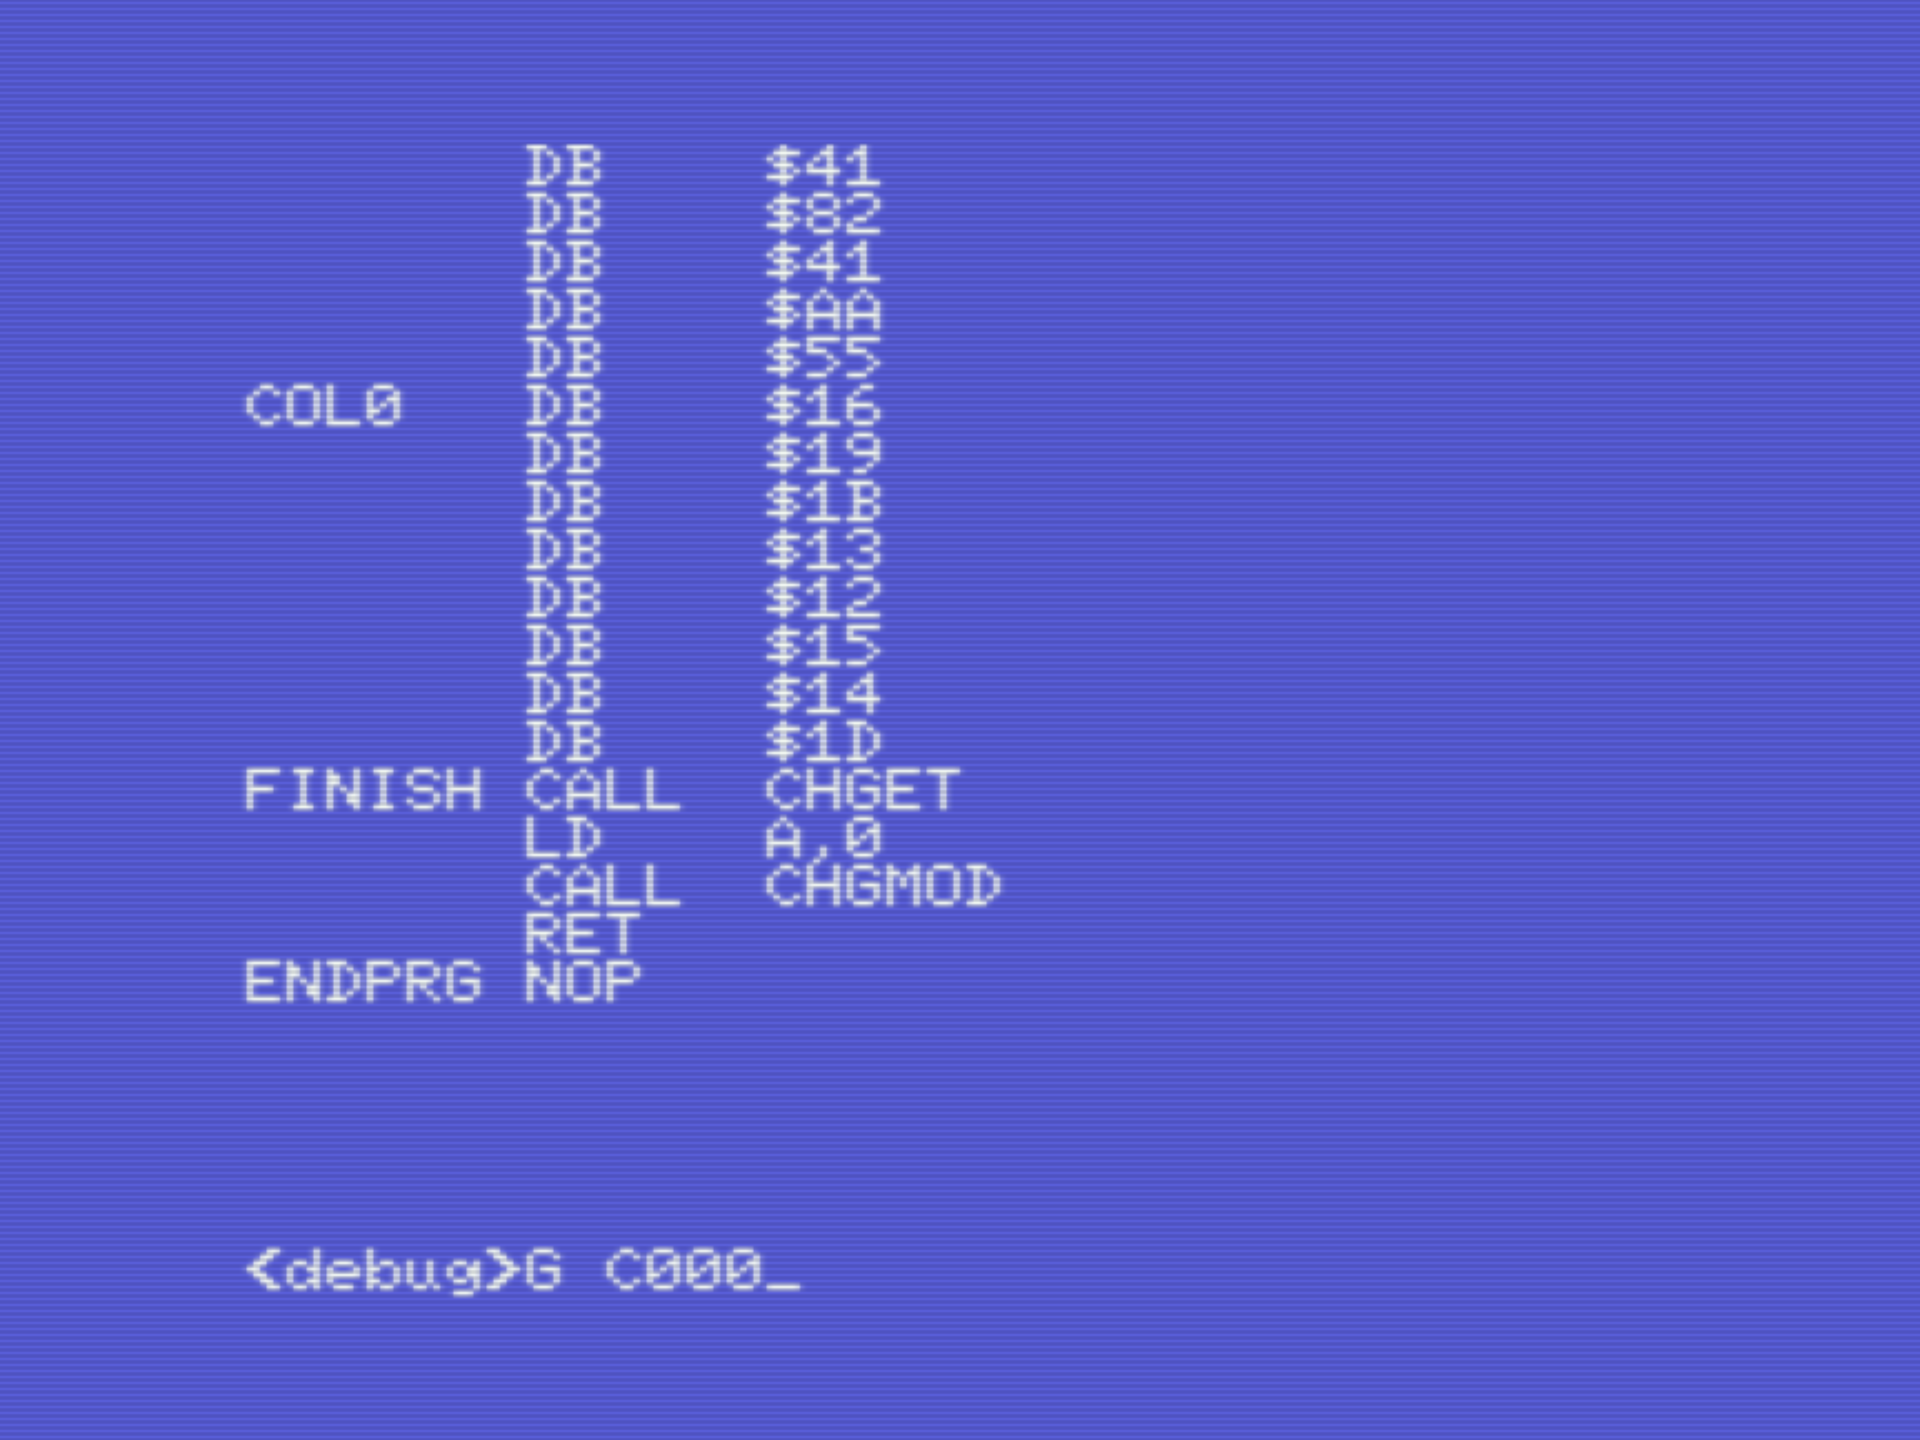 DB    $41
       DB    $82
       DB    $41
       DB    $AA
       DB    $55
COL0   DB    $16
       DB    $19
       DB    $1B
       DB    $13
       DB    $12
       DB    $15
       DB    $14
       DB    $1D
FINISH CALL  CHGET
       LD    A,0
       CALL  CHGMOD
       RET
ENDPRG NOP
<debug>G C000_